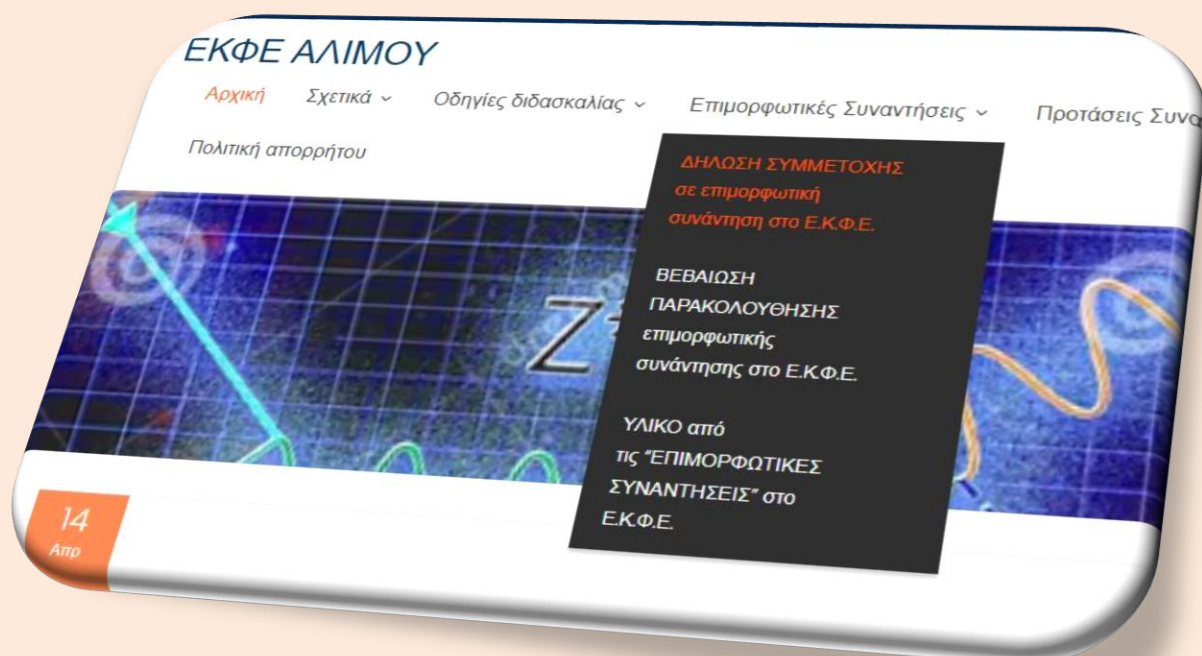 ΕΚΦΕ ΑΛΙΜΟΥ
Αρχική Σχετικά Οδηγίες διδασκαλίας Επιμορφωτικές Συναντήσεις Προτάσεις
Πολιτική απορρήτου
ΔΗΛΩΣΗ ΣΥΜΜΕΤΟΧΗΣ
σε επιμορφωτική
συνάντηση στο Ε.Κ.Φ.Ε.
ΒΕΒΑΙΩΣΗ
ΠΑΡΑΚΟΛΟΥΘΗΣΗΣ
επιμορφωτικής
συνάντησης στο Ε.Κ.Φ.Ε.
ΥΛΙΚΟ από
τις “ΕΠΙΜΟΡΦΩΤΙΚΕΣ
ΣΥΝΑΝΤΗΣΕΙΣ” στο
Ε.Κ.Φ.Ε.
14
Απρ